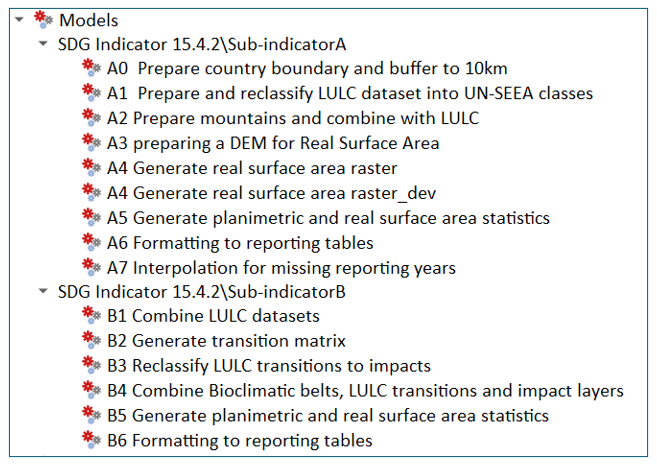 Models
SDG Indicator 15.4.2\Sub-indicatorA
A0 Prepare country boundary and buffer to 10km
A1 Prepare and reclassify LULC dataset into UN-SEEA classes
A2 Prepare mountains and combine with LULC
A3 preparing a DEM for Real Surface Area
A4 Generate real surface area raster
A4 Generate real surface area raster_dev
A5 Generate planimetric and real surface area statistics
A6 Formatting to reporting tables
A7 Interpolation for missing reporting years
SDG Indicator 15.4.2\Sub-indicatorB
B1 Combine LULC datasets
B2 Generate transition matrix
B3 Reclassify LULC transitions to impacts
B4 Combine Bioclimatic belts, LULC transitions and impact layers
B5 Generate planimetric and real surface area statistics
B6 Formatting to reporting tables